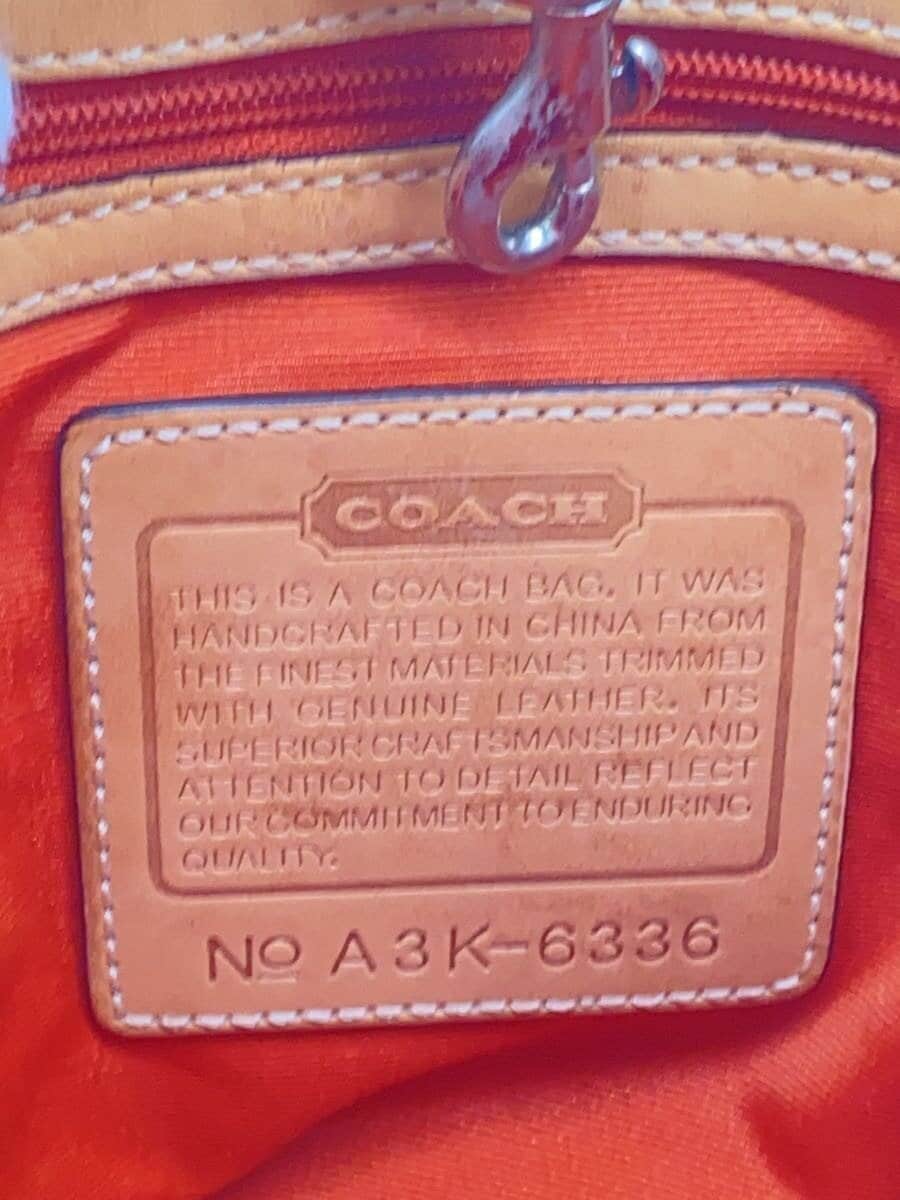 COACH
THIS IS A COACH BAG. IT WAS
HANDCRAFTED IN CHINA FROM
THE FINEST MATERIALS TRIMMED
WITH GENUINE LEATHER. ITS
SUPERIOR CRAFTSMANSHIP AND
ATTENTION TO DETAIL REFLECT
OUR COMMITMENT TO ENDURING
QUALITY.
Nº A3K-6336